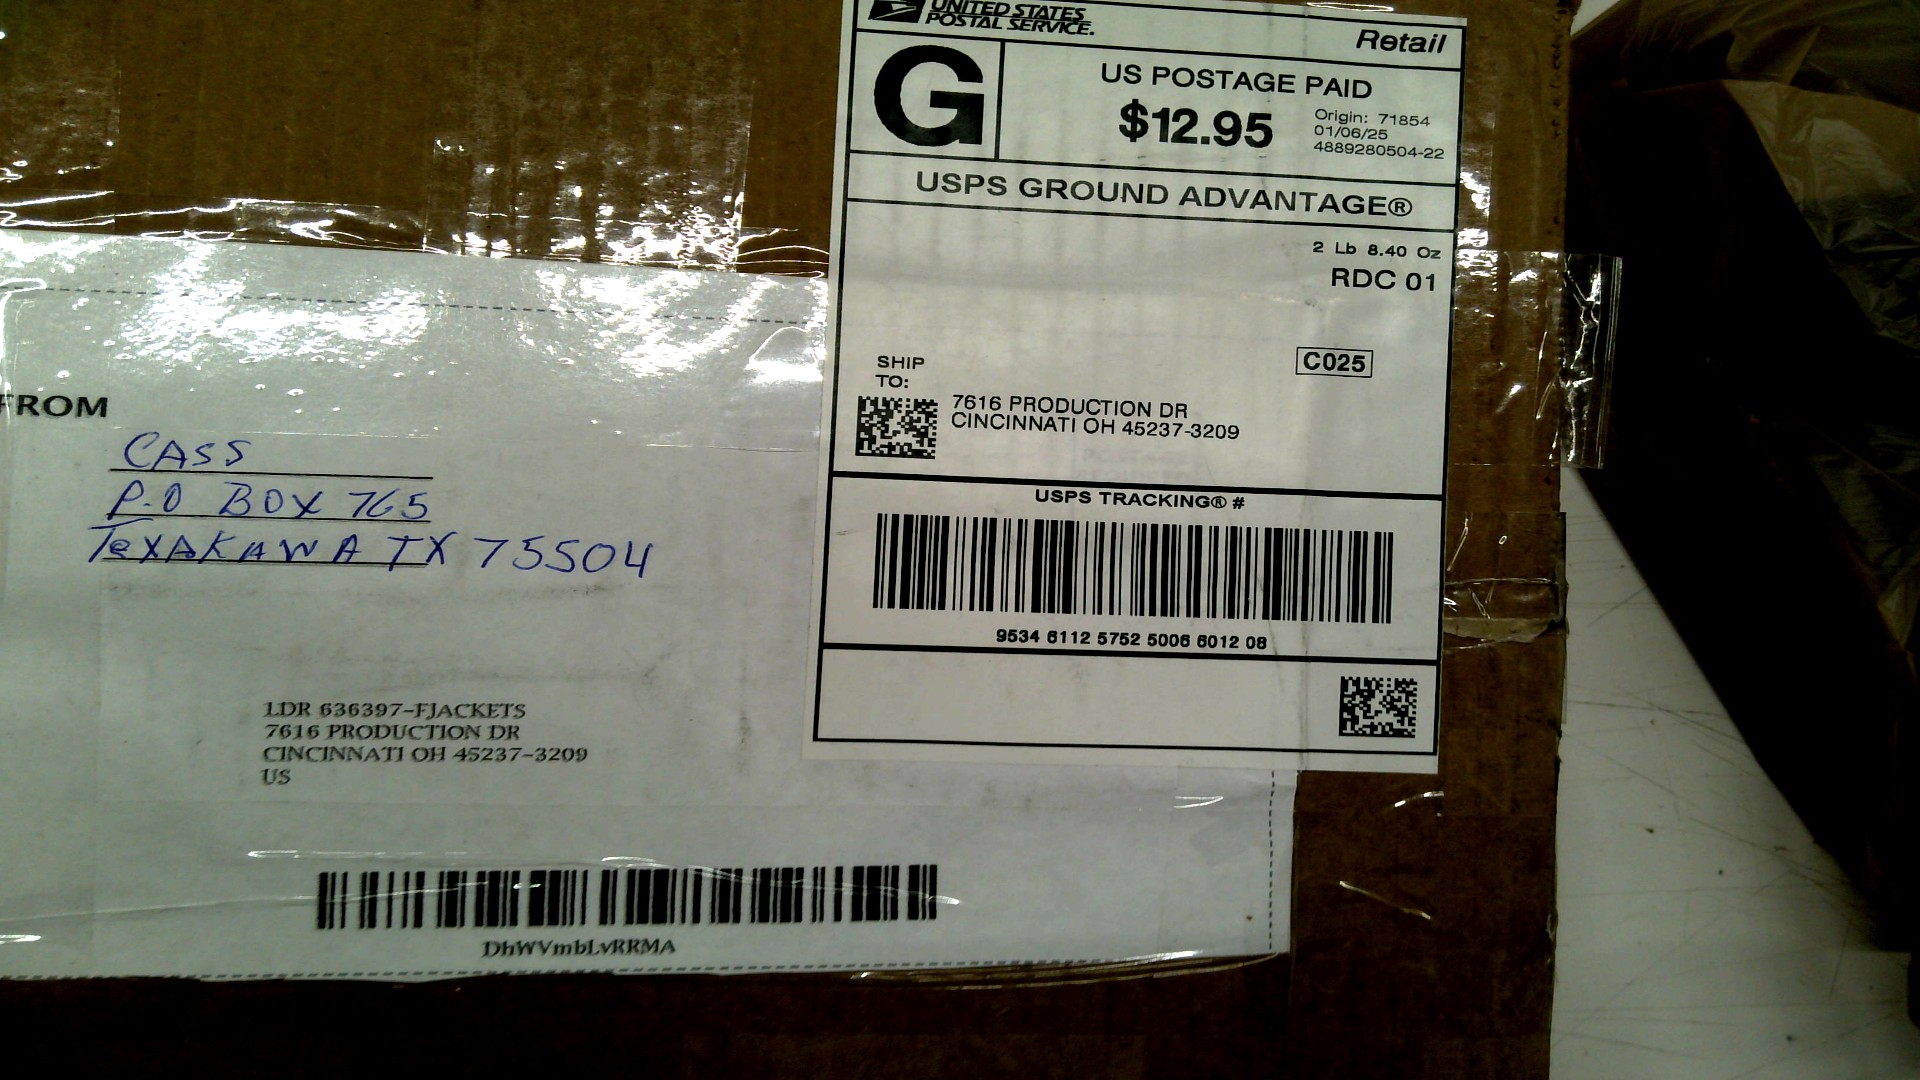 UNITED STATES
POSTAL SERVICE.
Retail
G
US POSTAGE PAID
$12.95
Origin: 71854
01/06/25
4889280504-22
USPS GROUND ADVANTAGE®
2 Lb 8.40 Oz
RDC 01
C025
SHIP
TO:
7616 PRODUCTION DR
CINCINNATI OH 45237-3209
USPS TRACKING® #
9534 6112 5752 5006 6012 08
FROM
CASS
P.O BOX 765
TeXAKAWA TX 75504
LDR 636397-FJACKETS
7616 PRODUCTION DR
CINCINNATI OH 45237-3209
US
DhWVmbLvRRMA